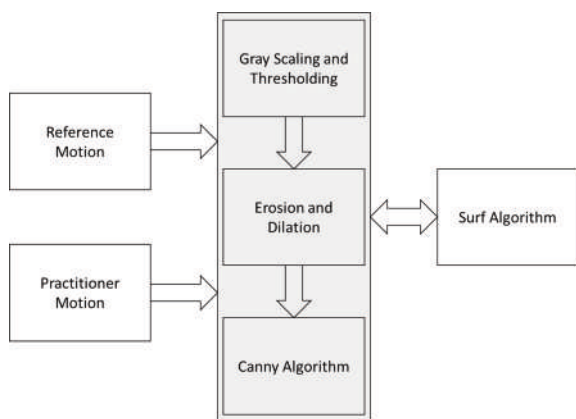 Gray Scaling and
Thresholding
Reference
Motion
Erosion and
Dilation
Surf Algorithm
Practitioner
Motion
Canny Algorithm